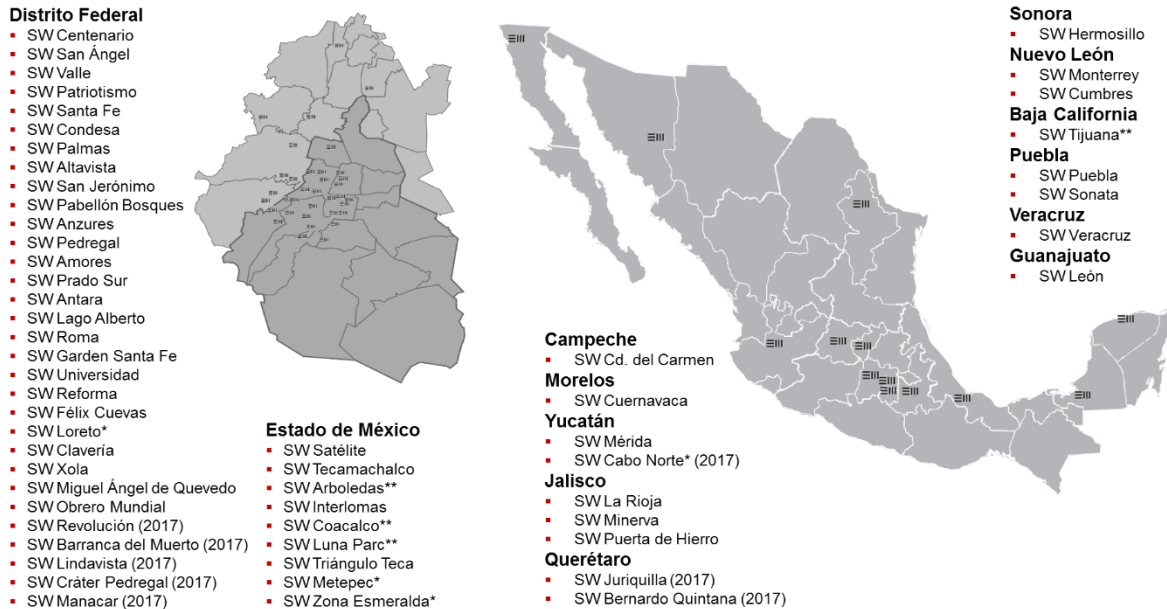 Distrito Federal
SW Centenario
SW San Ángel
SW Valle
SW Patriotismo
SW Santa Fe
SW Condesa
SW Palmas
SW Altavista
SW San Jerónimo
SW Pabellón Bosques
SW Anzures
SW Pedregal
SW Amores
SW Prado Sur
SW Antara
SW Lago Alberto
SW Roma
SW Garden Santa Fe
SW Universidad
SW Reforma
SW Félix Cuevas
SW Loreto*
SW Clavería
SW Xola
SW Miguel Ángel de Quevedo
SW Obrero Mundial
SW Revolución (2017)
SW Barranca del Muerto (2017)
SW Lindavista (2017)
SW Cráter Pedregal (2017)
SW Manacar (2017)
Estado de México
SW Satélite
SW Tecamachalco
SW Arboledas**
SW Interlomas
SW Coacalco**
SW Luna Parc**
SW Triángulo Teca
SW Metepec*
SW Zona Esmeralda*
Campeche
SW Cd. del Carmen
Morelos
SW Cuernavaca
Yucatán
SW Mérida
SW Cabo Norte* (2017)
Jalisco
SW La Rioja
SW Minerva
SW Puerta de Hierro
Querétaro
SW Juriquilla (2017)
SW Bernardo Quintana (2017)
Sonora
SW Hermosillo
Nuevo León
SW Monterrey
SW Cumbres
Baja California
SW Tijuana**
Puebla
SW Puebla
SW Sonata
Veracruz
SW Veracruz
Guanajuato
SW León